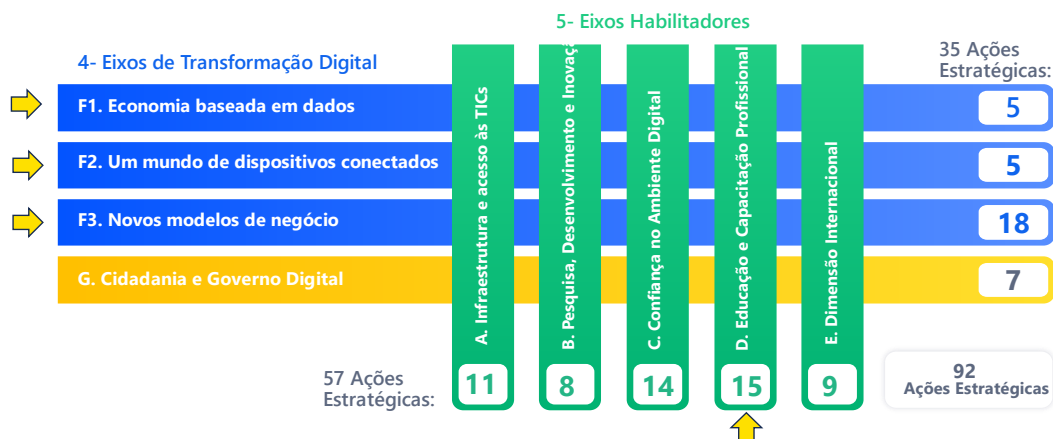 5- Eixos Habilitadores
4- Eixos de Transformação Digital
35 Ações
Estratégicas:
F1. Economia baseada em dados
5
F2. Um mundo de dispositivos conectados
5
F3. Novos modelos de negócio
18
G. Cidadania e Governo Digital
7
A. Infraestrutura e acesso às TICs
B. Pesquisa, Desenvolvimento e Inovaçã
C. Confiança no Ambiente Digital
D. Educação e Capacitação Profissional
E. Dimensão Internacional
57 Ações
Estratégicas:
11
8
14
15
9
92
Ações Estratégicas